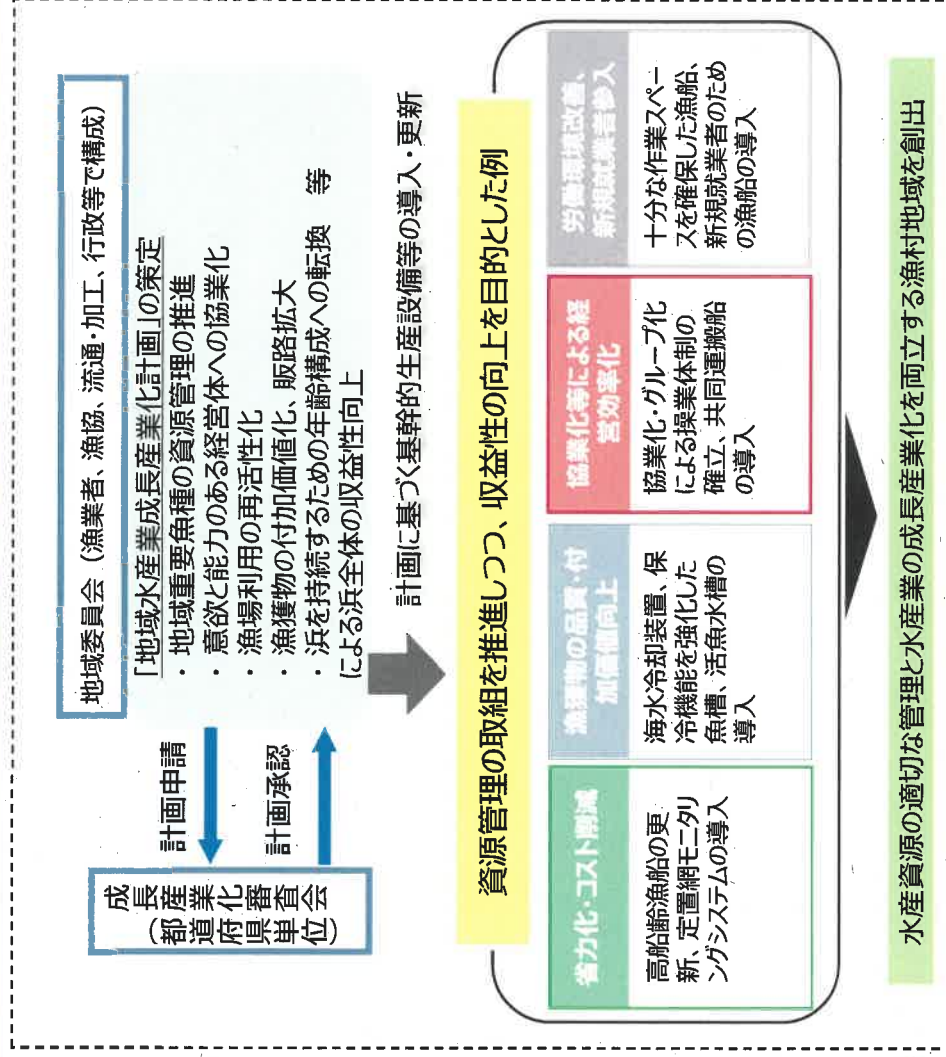 地域委員会（漁業者、漁協、流通・加工、行政等で構成）
「地域水産業成長産業化計画」の策定
・ 地域重要魚種の資源管理の推進
・ 意欲と能力のある経営体への協業化
・ 漁場利用の再活性化
・ 漁獲物の付加価値化、販路拡大
・ 浜を持続するための年齢構成への転換　等
による浜全体の収益性向上
計画申請
計画承認
成長産業化審査会
（都道府県単位）
計画に基づく基幹的生産設備等の導入・更新
資源管理の取組を推進しつつ、収益性の向上を目的とした例
省力化・コスト削減
高船齢漁船の更
新、定置網モニタリ
ングシステムの導入
漁獲物の品質・付
加価値向上
海水冷却装置、保
冷機能を強化した
魚槽、活魚水槽の
導入
協業化等による経
営効率化
協業化・グループ化
による操業体制の
確立、共同運搬船
の導入
労働環境改善、
新規就業者参入
十分な作業スペー
スを確保した漁船、
新規就業者のため
の漁船の導入
水産資源の適切な管理と水産業の成長産業化を両立する漁村地域を創出